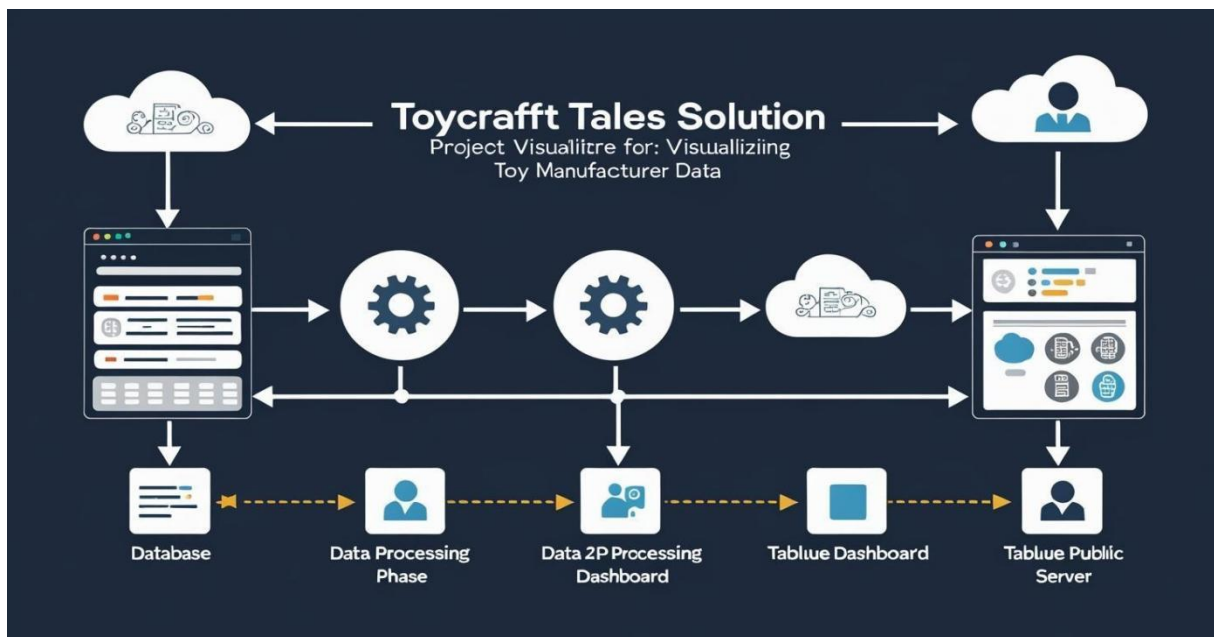 Toycrafft Tales Solution
Project Visualiitre for: Visuallizing
Toy Manufacturer Data
Database
Data Processing
Phase
Data 2P Processing
Dashboard
Tablue Dashboard
Tablue Public
Server